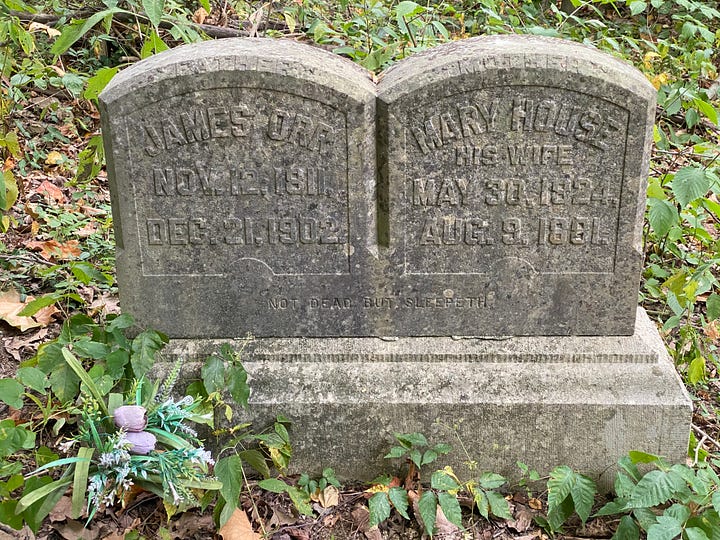 FATHER
JAMES ORR
NOV. 12. 1811.
DEC. 21. 1902.
MOTHER
MARY HOUSE
HIS WIFE
MAY 30, 1824.
AUG. 9, 1881.
NOT DEAD BUT SLEEPETH